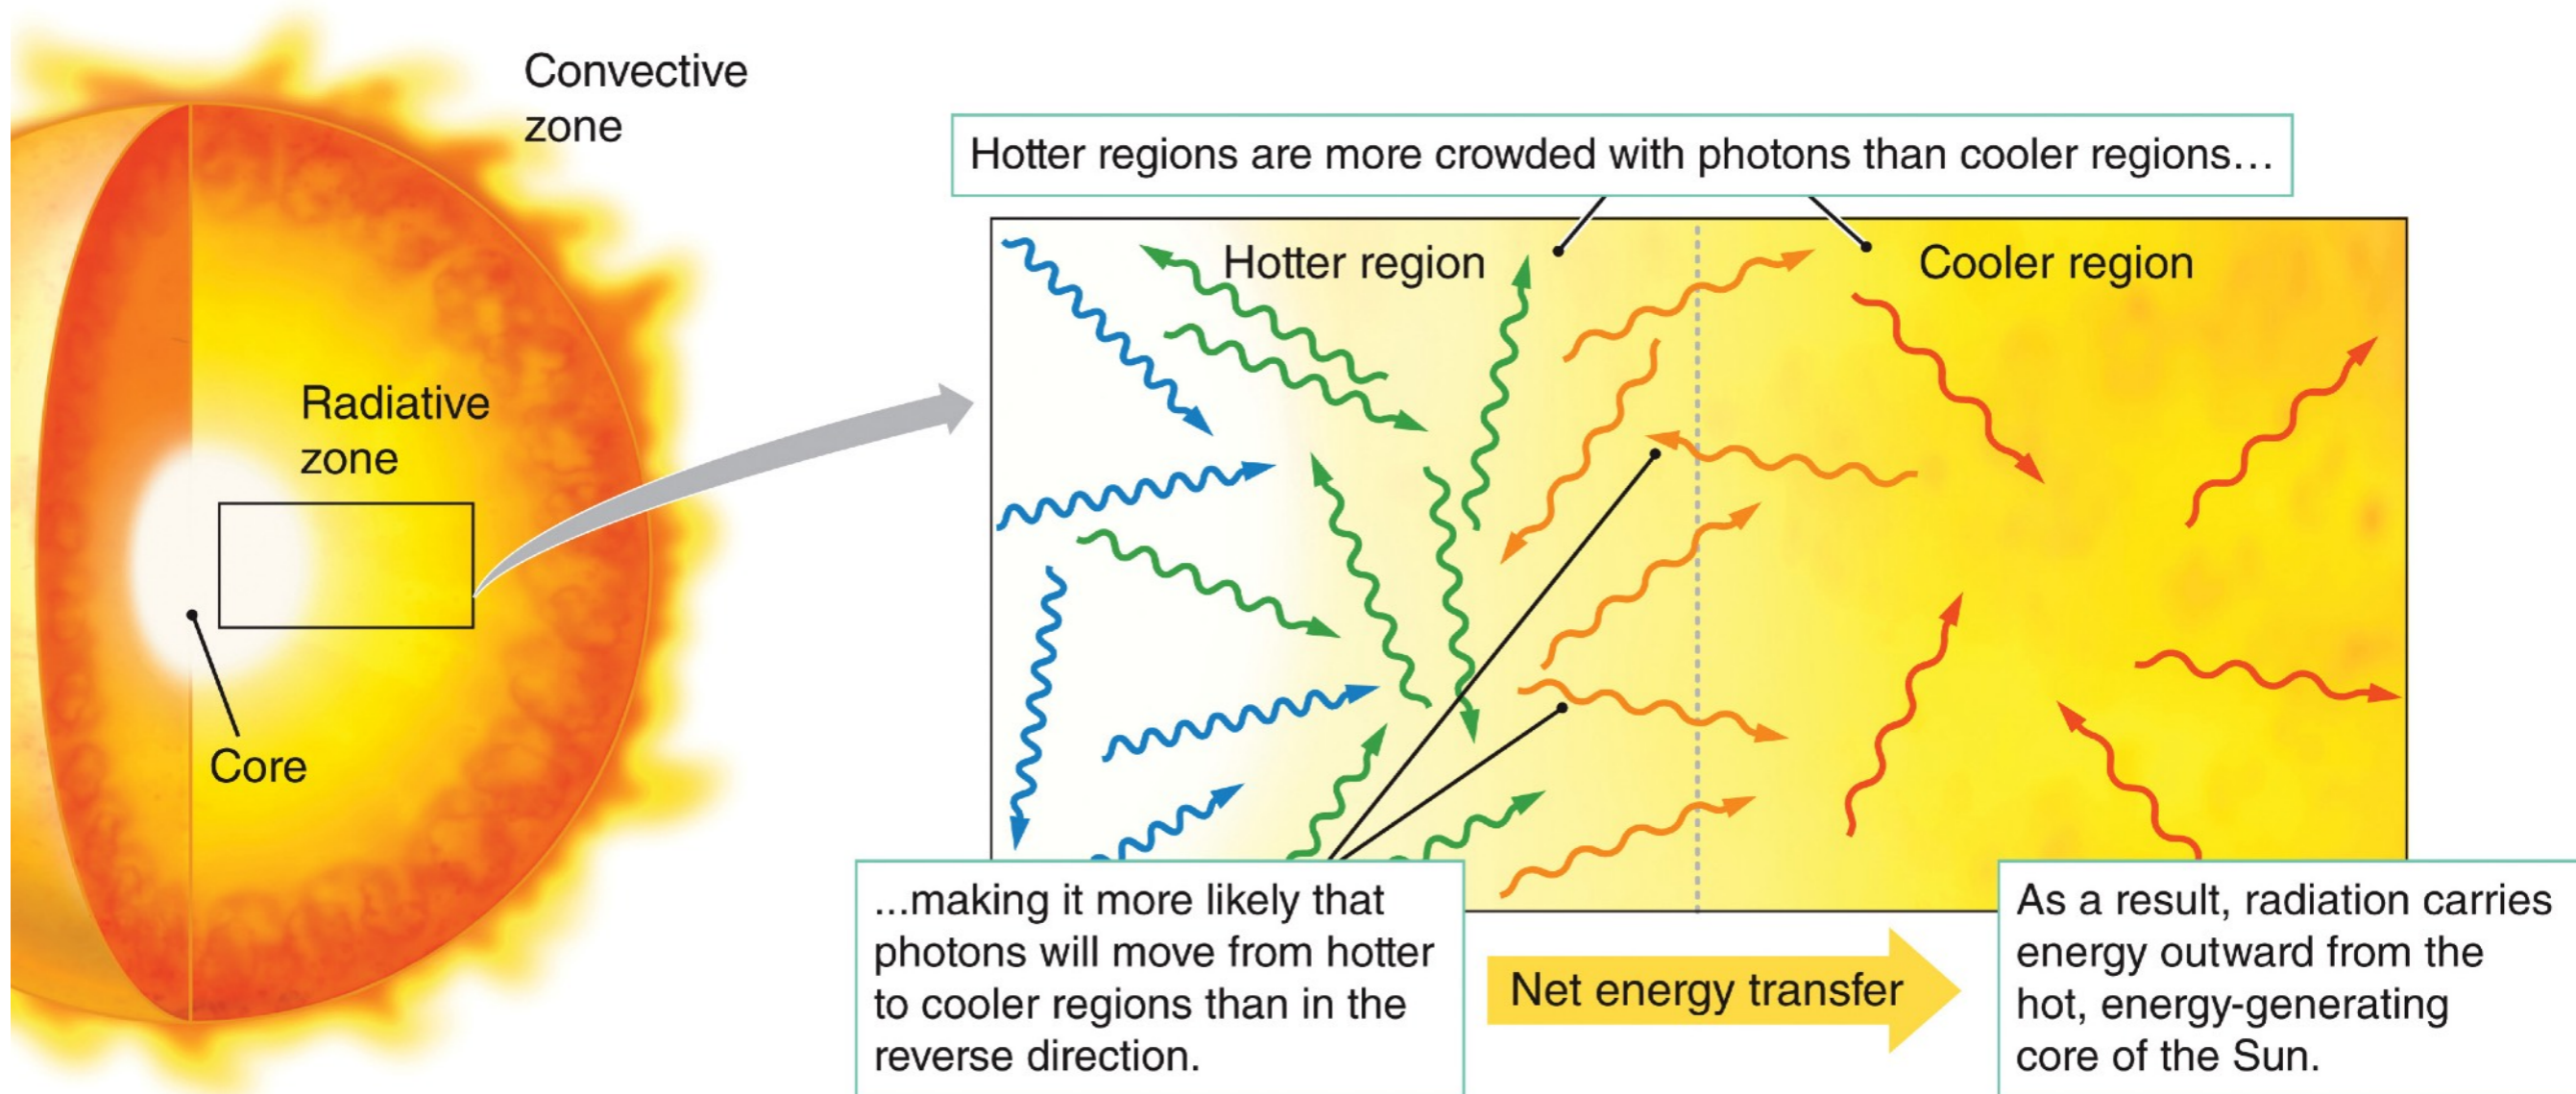 Convective
zone
Radiative
zone
Core
Hotter regions are more crowded with photons than cooler regions...
Hotter region
Cooler region
...making it more likely that
photons will move from hotter
to cooler regions than in the
reverse direction.
Net energy transfer
As a result, radiation carries
energy outward from the
hot, energy-generating
core of the Sun.